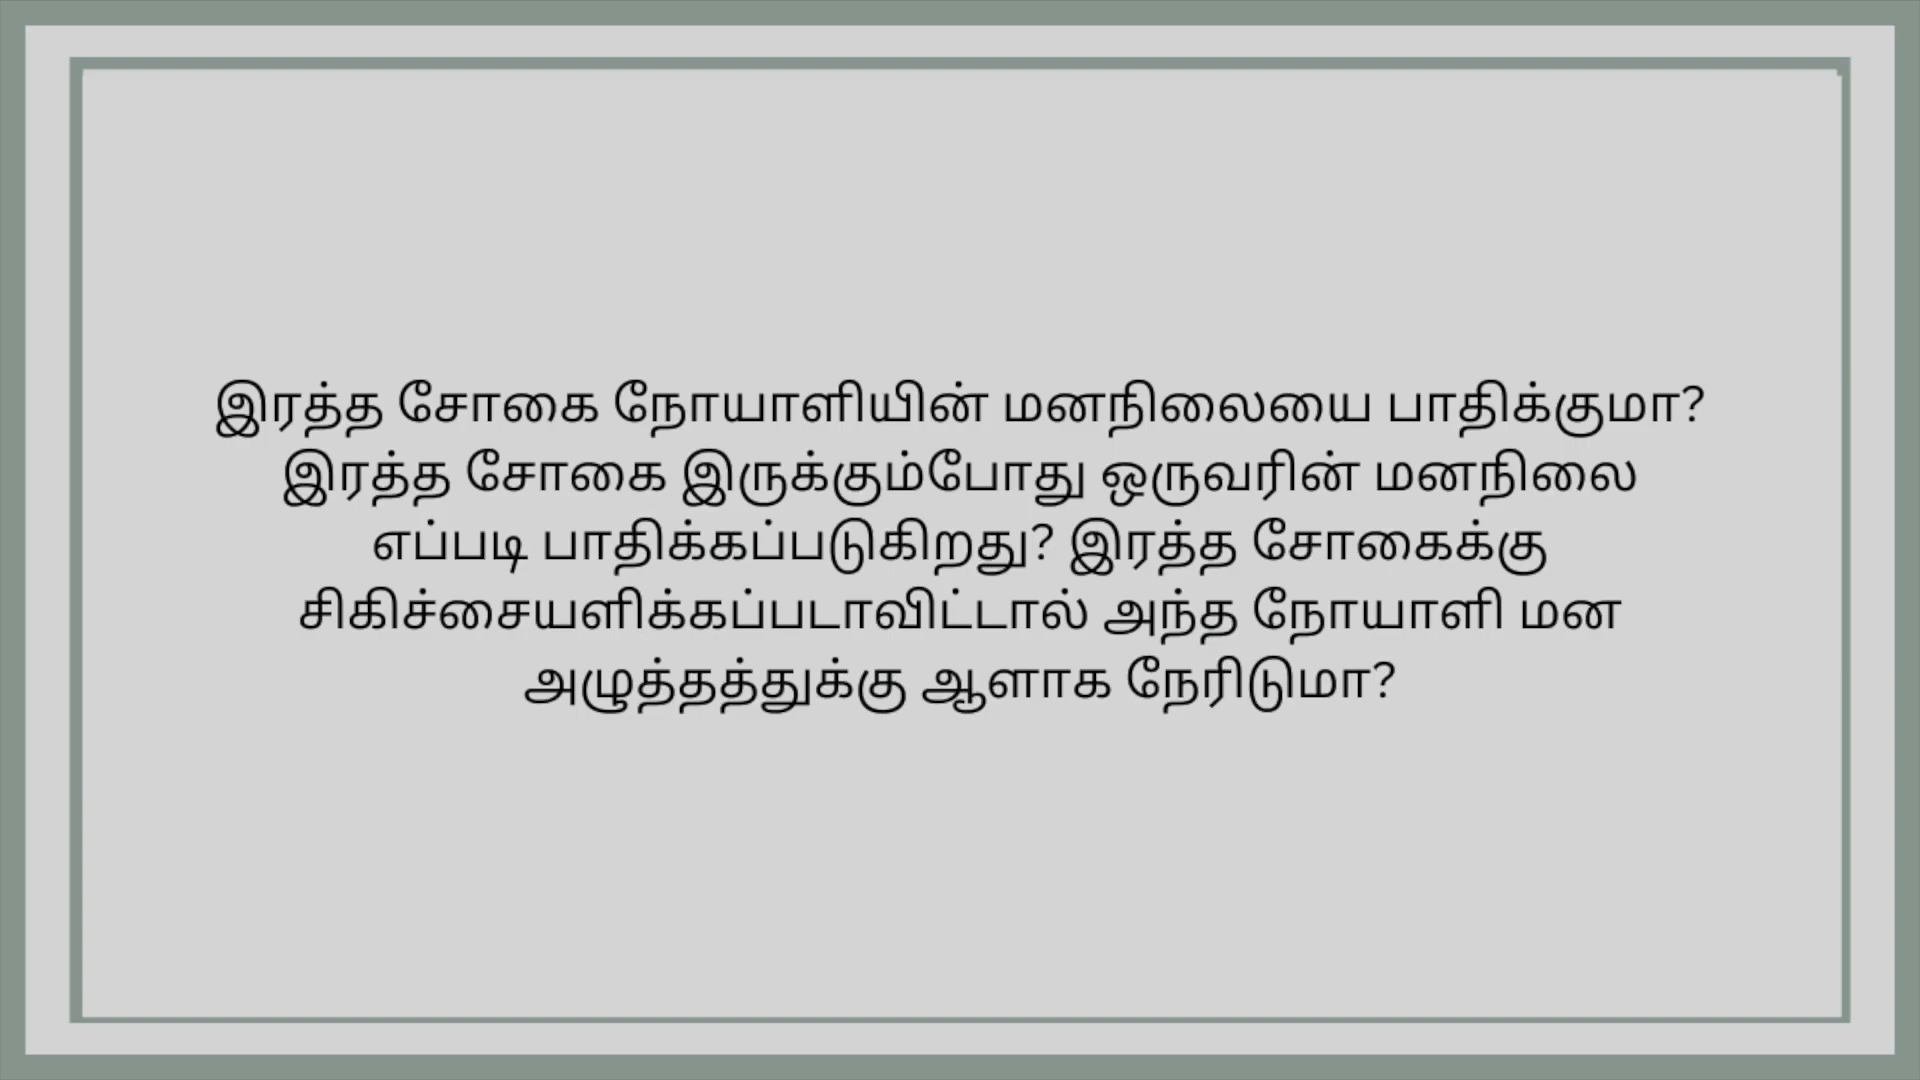 இரத்த சோகை நோயாளியின் மனநிலையை பாதிக்குமா?
இரத்த சோகை இருக்கும்போது ஒருவரின் மனநிலை
எப்படி பாதிக்கப்படுகிறது? இரத்த சோகைக்கு
சிகிச்சையளிக்கப்படாவிட்டால் அந்த நோயாளி மன
அழுத்தத்துக்கு ஆளாக நேரிடுமா?